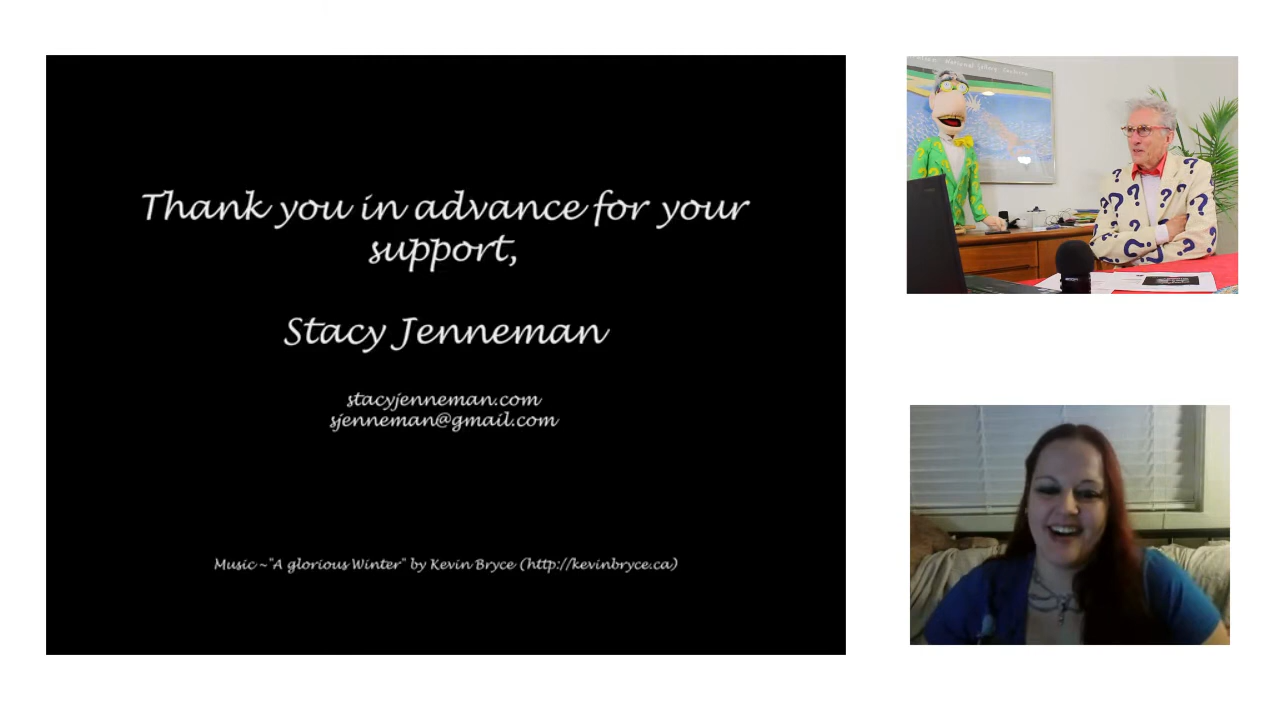 Thank you in advance for your
support,
Stacy Jenneman
stacyjenneman.com
sjenneman@gmail.com
Music ~ "A glorious Winter" by Kevin Bryce (http://kevinbryce.ca)